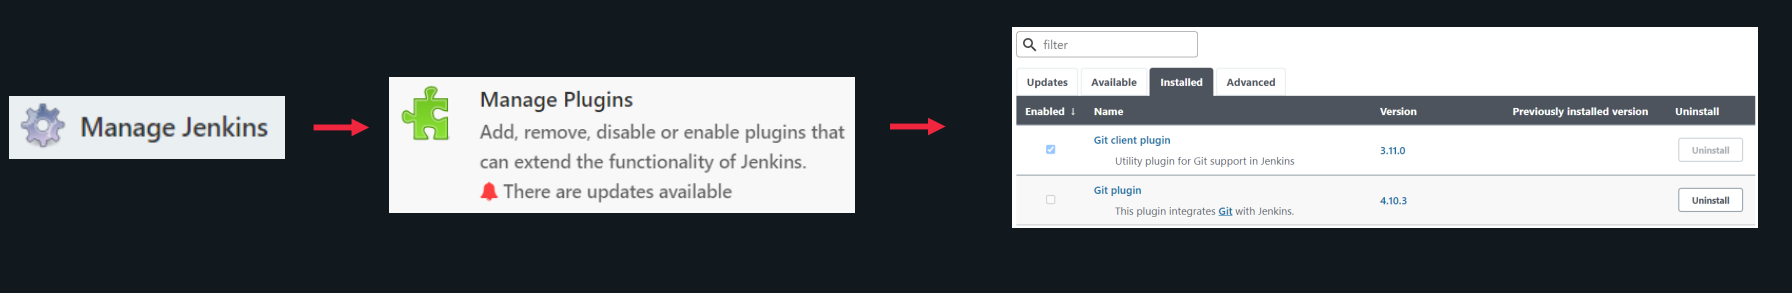 Manage Jenkins
Manage Plugins
Add, remove, disable or enable plugins that
can extend the functionality of Jenkins.
There are updates available
filter
Updates Available Installed Advanced
Enabled ↓ Name Version Previously installed version Uninstall
Git client plugin 3.11.0 Uninstall
Utility plugin for Git support in Jenkins
Git plugin 4.10.3 Uninstall
This plugin integrates Git with Jenkins.